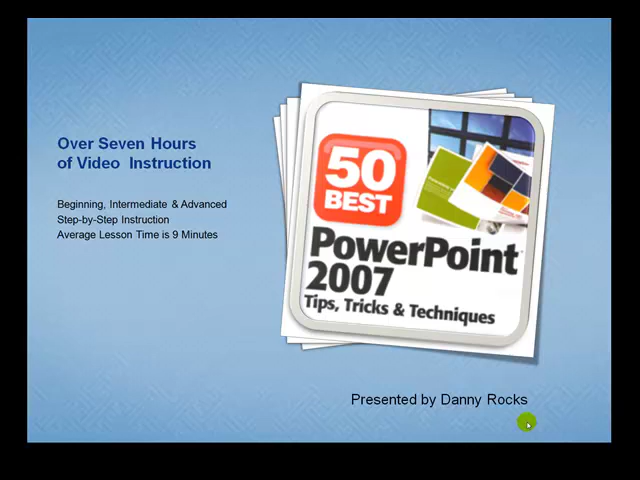 Over Seven Hours
of Video Instruction
Beginning, Intermediate & Advanced
Step-by-Step Instruction
Average Lesson Time is 9 Minutes
50
BEST
PowerPoint
2007
Tips, Tricks & Techniques
Presented by Danny Rocks